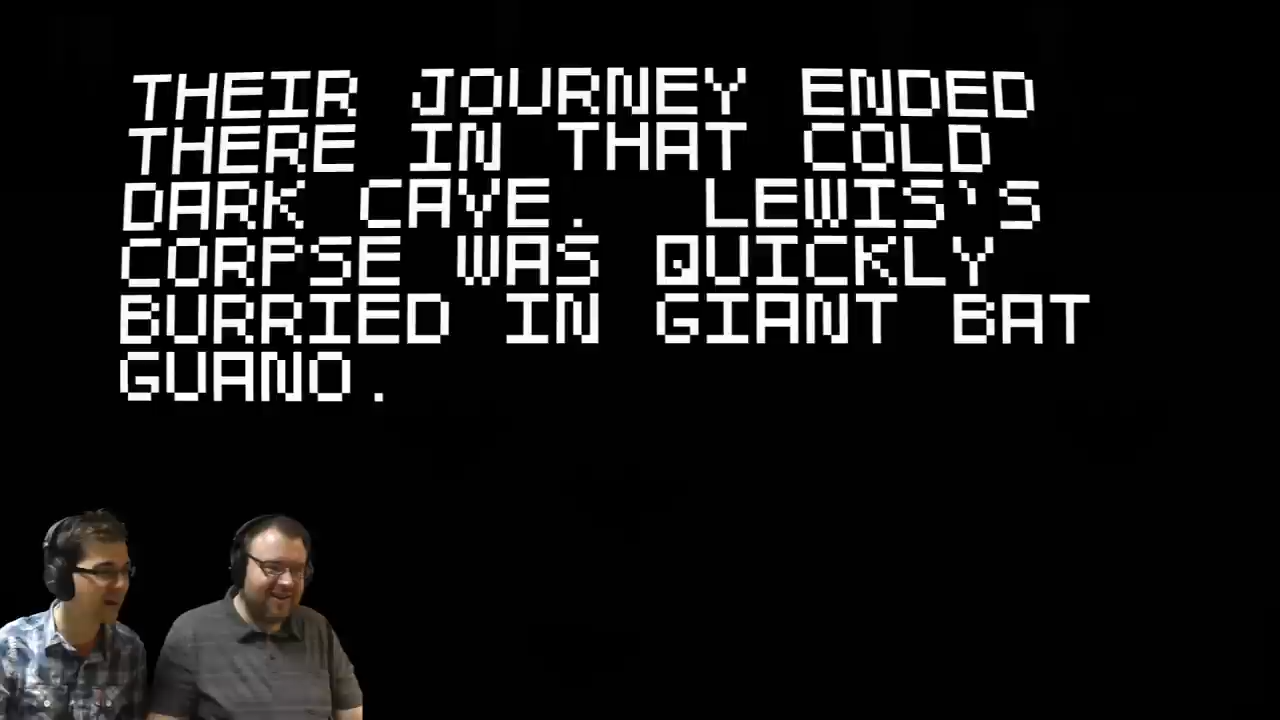 THEIR JOURNEY ENDED
THERE IN THAT COLD
DARK CAVE.  LEWIS'S
CORPSE WAS QUICKLY
BURRIED IN GIANT BAT
GUANO.